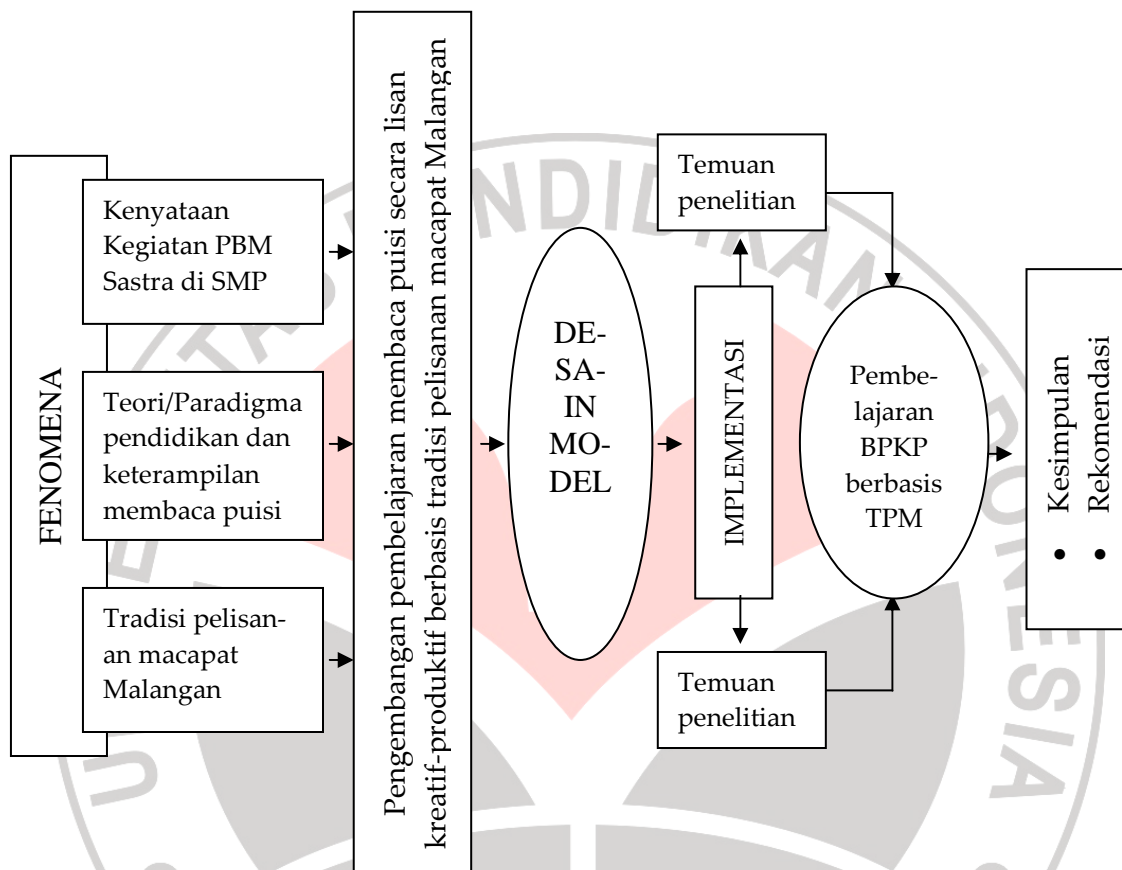 FENOMENA
Kenyataan
Kegiatan PBM
Sastra di SMP
Teori/Paradigma
pendidikan dan
keterampilan
membaca puisi
Tradisi pelisan-
an macapat
Malangan
Pengembangan pembelajaran membaca puisi secara lisan
kreatif-produktif berbasis tradisi pelisanan macapat Malangan
DE-
SA-
IN
MO-
DEL
IMPLEMENTASI
Temuan
penelitian
Temuan
penelitian
Pembe-
lajaran
BPKP
berbasis
TPM
• Kesimpulan
• Rekomendasi